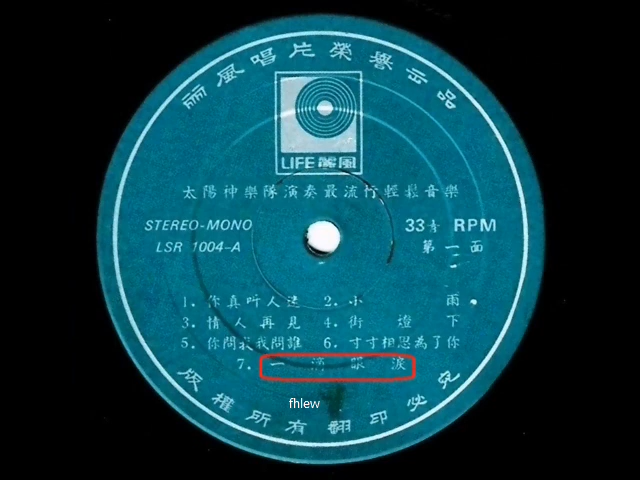 麗風唱片榮譽出品
LIFE 麗風
太陽神樂隊演奏最流行輕鬆音樂
STEREO-MONO 33⅓ RPM
LSR 1004-A 第一面
1. 你真叫人迷 2. 小雨
3. 情人再見 4. 街燈下
5. 你問我我問誰 6. 寸寸相思為了你
7. 一滴眼淚
fhlew
版權所有翻印必究